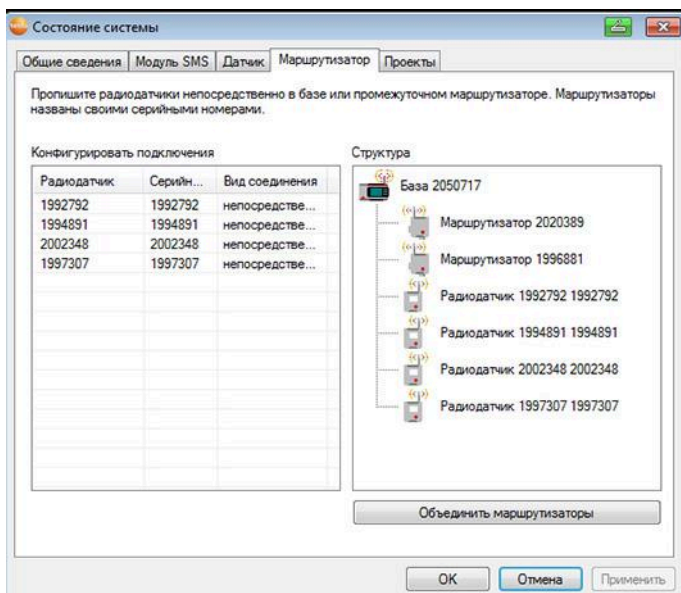 Состояние системы
Общие сведения Модуль SMS Датчик Маршрутизатор Проекты
Пропишите радиодатчики непосредственно в базе или промежуточном маршрутизаторе. Маршрутизаторы
названы своими серийными номерами.
Конфигурировать подключения
Радиодатчик Серийн... Вид соединения
1992792 1992792 непосредстве...
1994891 1994891 непосредстве...
2002348 2002348 непосредстве...
1997307 1997307 непосредстве...
Структура
База 2050717
Маршрутизатор 2020389
Маршрутизатор 1996881
Радиодатчик 1992792 1992792
Радиодатчик 1994891 1994891
Радиодатчик 2002348 2002348
Радиодатчик 1997307 1997307
Объединить маршрутизаторы
OK Отмена Применить